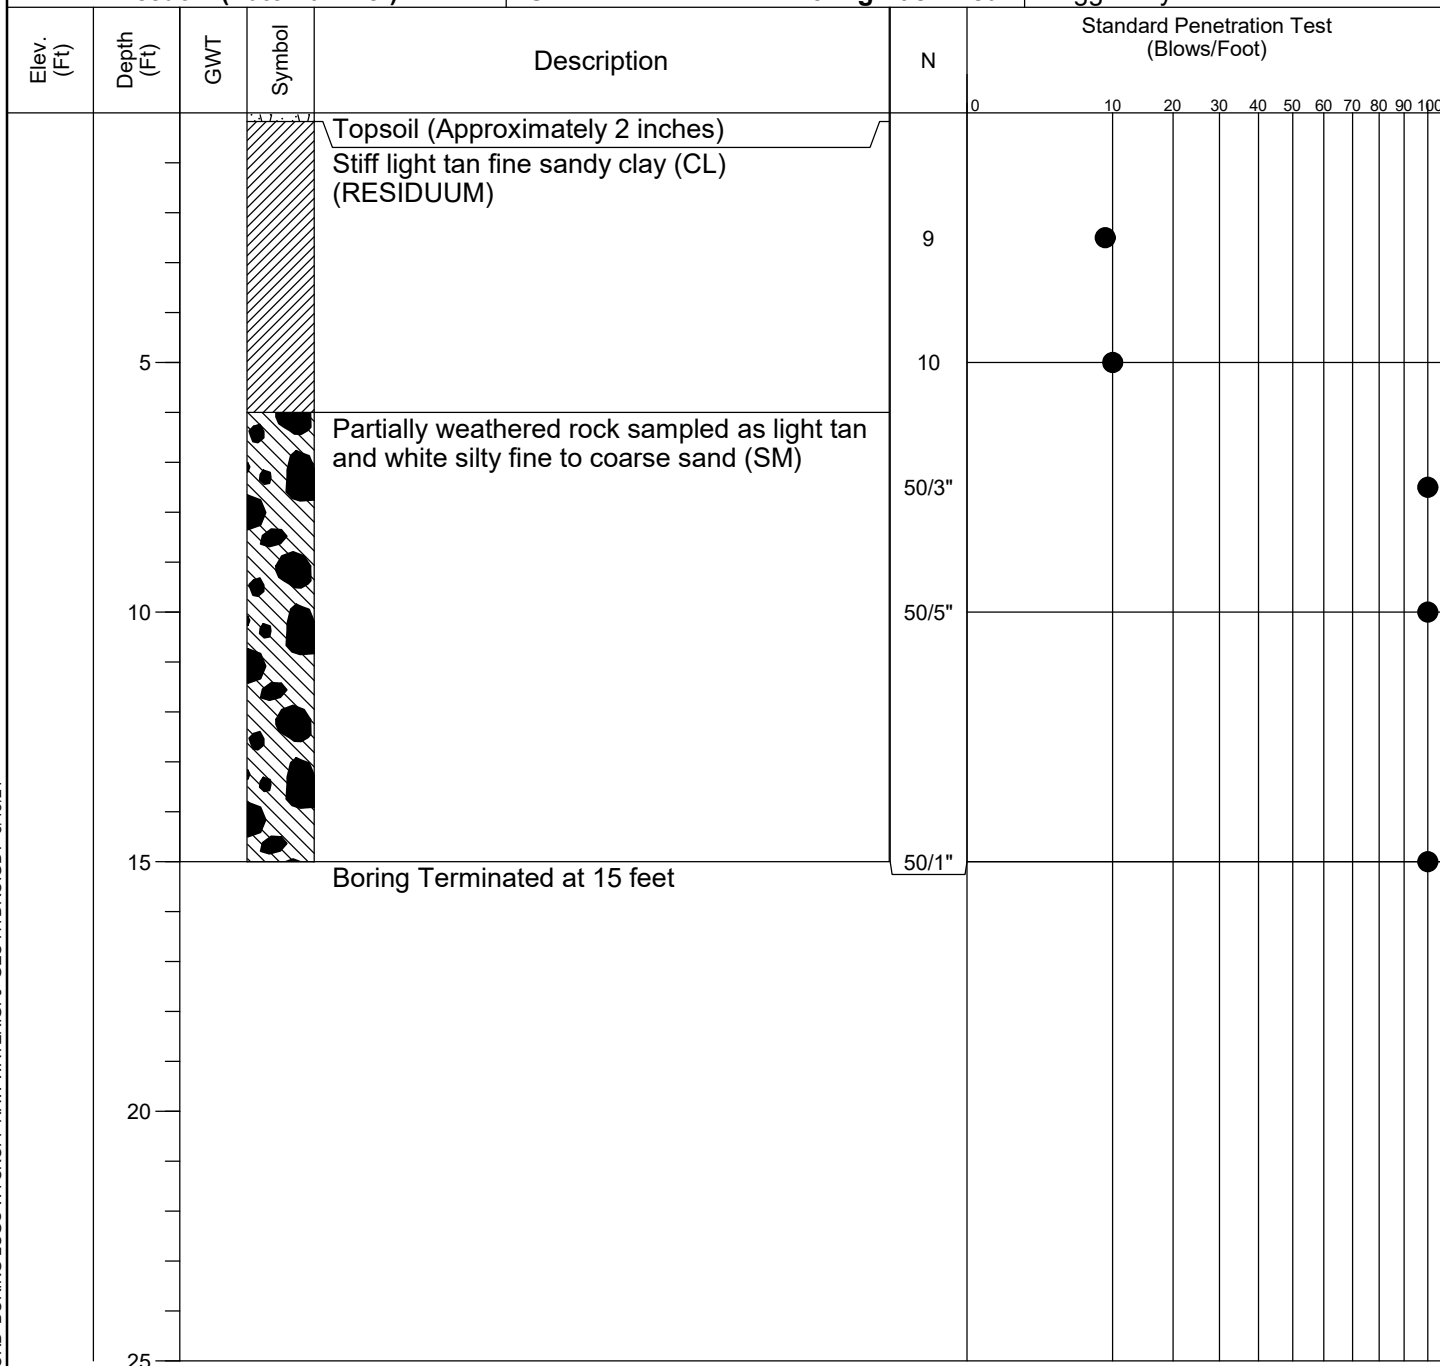 Elev.
(Ft)
Depth
(Ft)
GWT
Symbol
Description
N
Standard Penetration Test
(Blows/Foot)
0 10 20 30 40 50 60 70 80 90 100
Topsoil (Approximately 2 inches)
Stiff light tan fine sandy clay (CL)
(RESIDUUM)
9
5
10
Partially weathered rock sampled as light tan
and white silty fine to coarse sand (SM)
50/3"
10
50/5"
15
50/1"
Boring Terminated at 15 feet
20
25